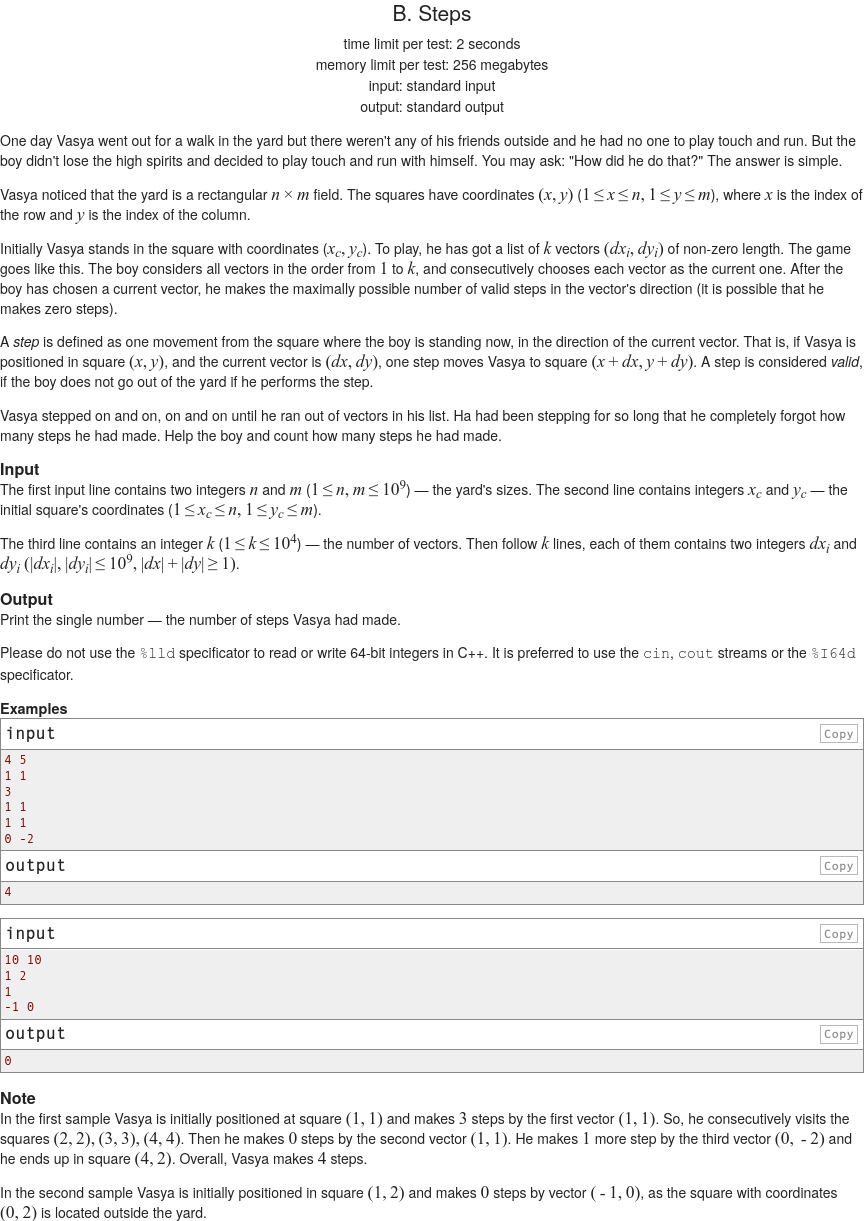 B. Steps
time limit per test: 2 seconds
memory limit per test: 256 megabytes
input: standard input
output: standard output
One day Vasya went out for a walk in the yard but there weren't any of his friends outside and he had no one to play touch and run. But the
boy didn't lose the high spirits and decided to play touch and run with himself. You may ask: "How did he do that?" The answer is simple.
Vasya noticed that the yard is a rectangular n × m field. The squares have coordinates (x, y) (1 ≤ x ≤ n, 1 ≤ y ≤ m), where x is the index of
the row and y is the index of the column.
Initially Vasya stands in the square with coordinates (x_c, y_c). To play, he has got a list of k vectors (dx_i, dy_i) of non-zero length. The game
goes like this. The boy considers all vectors in the order from 1 to k, and consecutively chooses each vector as the current one. After the
boy has chosen a current vector, he makes the maximally possible number of valid steps in the vector's direction (it is possible that he
makes zero steps).
A step is defined as one movement from the square where the boy is standing now, in the direction of the current vector. That is, if Vasya is
positioned in square (x, y), and the current vector is (dx, dy), one step moves Vasya to square (x + dx, y + dy). A step is considered valid,
if the boy does not go out of the yard if he performs the step.
Vasya stepped on and on, on and on until he ran out of vectors in his list. Ha had been stepping for so long that he completely forgot how
many steps he had made. Help the boy and count how many steps he had made.
Input
The first input line contains two integers n and m (1 ≤ n, m ≤ 10^9) — the yard's sizes. The second line contains integers x_c and y_c — the
initial square's coordinates (1 ≤ x_c ≤ n, 1 ≤ y_c ≤ m).
The third line contains an integer k (1 ≤ k ≤ 10^4) — the number of vectors. Then follow k lines, each of them contains two integers dx_i and
dy_i (|dx_i|, |dy_i| ≤ 10^9, |dx| + |dy| ≥ 1).
Output
Print the single number — the number of steps Vasya had made.
Please do not use the %lld specificator to read or write 64-bit integers in C++. It is preferred to use the cin, cout streams or the %I64d
specificator.
Examples
input Copy
4 5
1 1
3
1 1
1 1
0 -2
output Copy
4
input Copy
10 10
1 2
1
-1 0
output Copy
0
Note
In the first sample Vasya is initially positioned at square (1, 1) and makes 3 steps by the first vector (1, 1). So, he consecutively visits the
squares (2, 2), (3, 3), (4, 4). Then he makes 0 steps by the second vector (1, 1). He makes 1 more step by the third vector (0, - 2) and
he ends up in square (4, 2). Overall, Vasya makes 4 steps.
In the second sample Vasya is initially positioned in square (1, 2) and makes 0 steps by vector ( - 1, 0), as the square with coordinates
(0, 2) is located outside the yard.